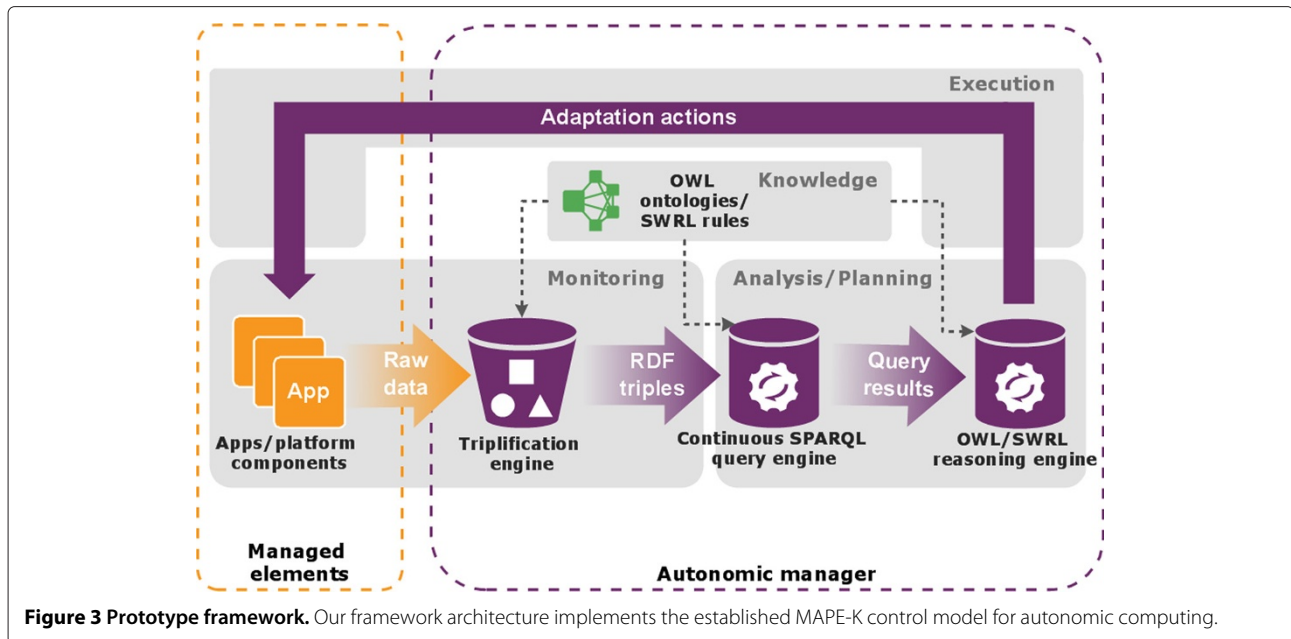 Execution
Adaptation actions
OWL
ontologies/
SWRL rules
Knowledge
Monitoring
Analysis/Planning
App
Raw
data
RDF
triples
Query
results
Apps/platform
components
Triplification
engine
Continuous SPARQL
query engine
OWL/SWRL
reasoning engine
Managed
elements
Autonomic manager
Figure 3 Prototype framework. Our framework architecture implements the established MAPE-K control model for autonomic computing.